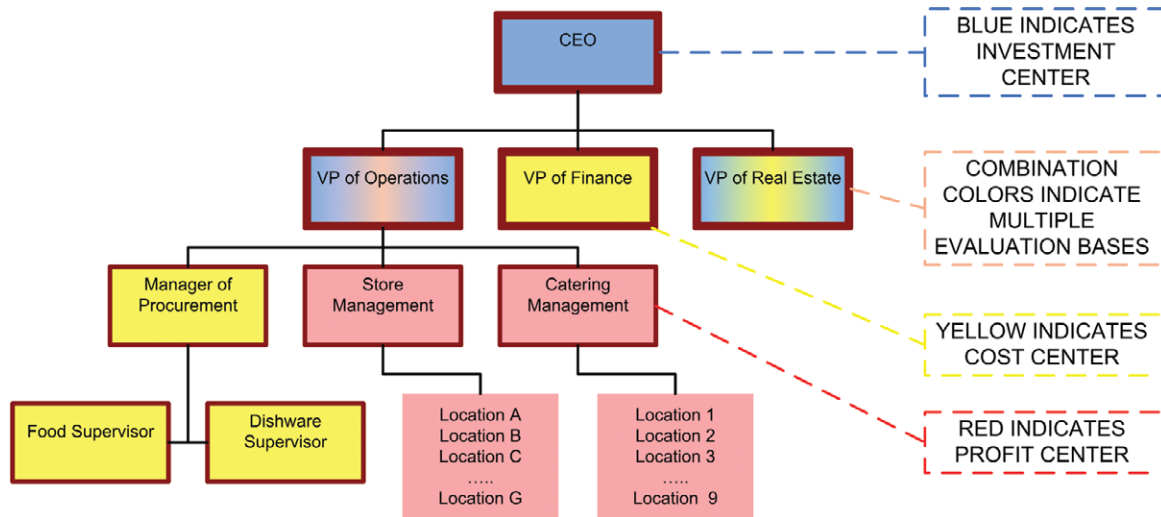 CEO
BLUE INDICATES
INVESTMENT
CENTER
VP of Operations
VP of Finance
VP of Real Estate
COMBINATION
COLORS INDICATE
MULTIPLE
EVALUATION BASES
Manager of
Procurement
Store
Management
Catering
Management
YELLOW INDICATES
COST CENTER
Food Supervisor
Dishware
Supervisor
Location A
Location B
Location C
.....
Location G
Location 1
Location 2
Location 3
.....
Location 9
RED INDICATES
PROFIT CENTER